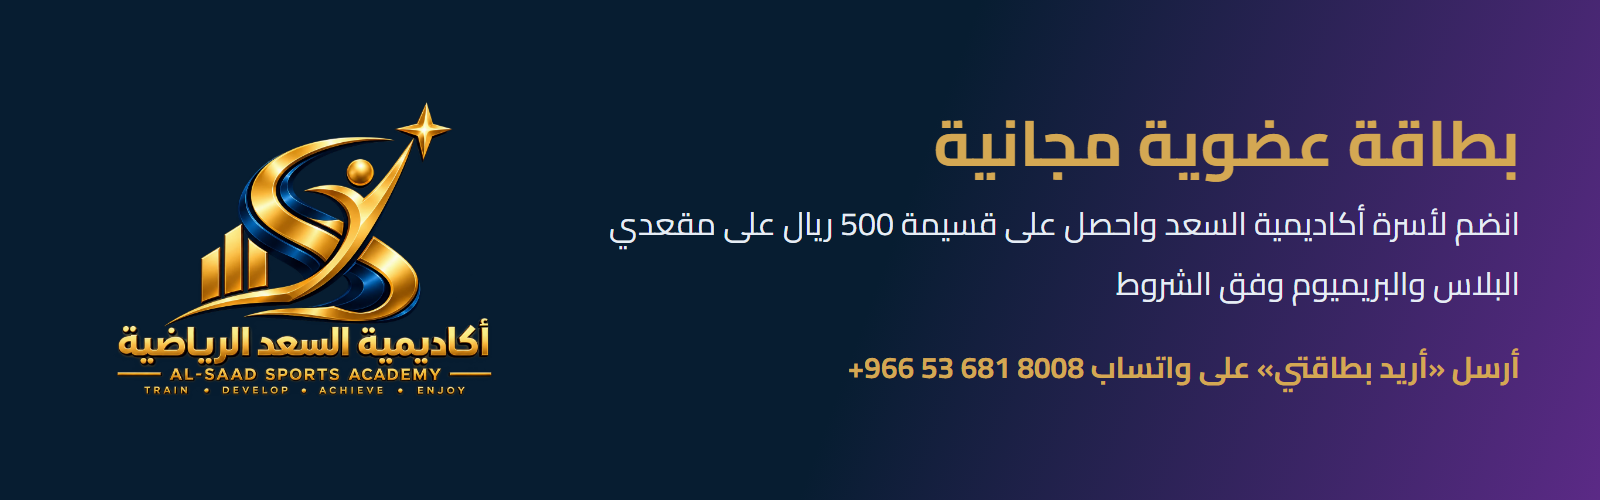 بطاقة عضوية مجانية
انضم لأسرة أكاديمية السعد واحصل على قسيمة 500 ريال على مقعدي
البلاس والبريميوم وفق الشروط
أرسل «أريد بطاقتي» على واتساب 8008 681 53 966+
أكاديمية السعد الرياضية
AL-SAAD SPORTS ACADEMY
TRAIN • DEVELOP • ACHIEVE • ENJOY